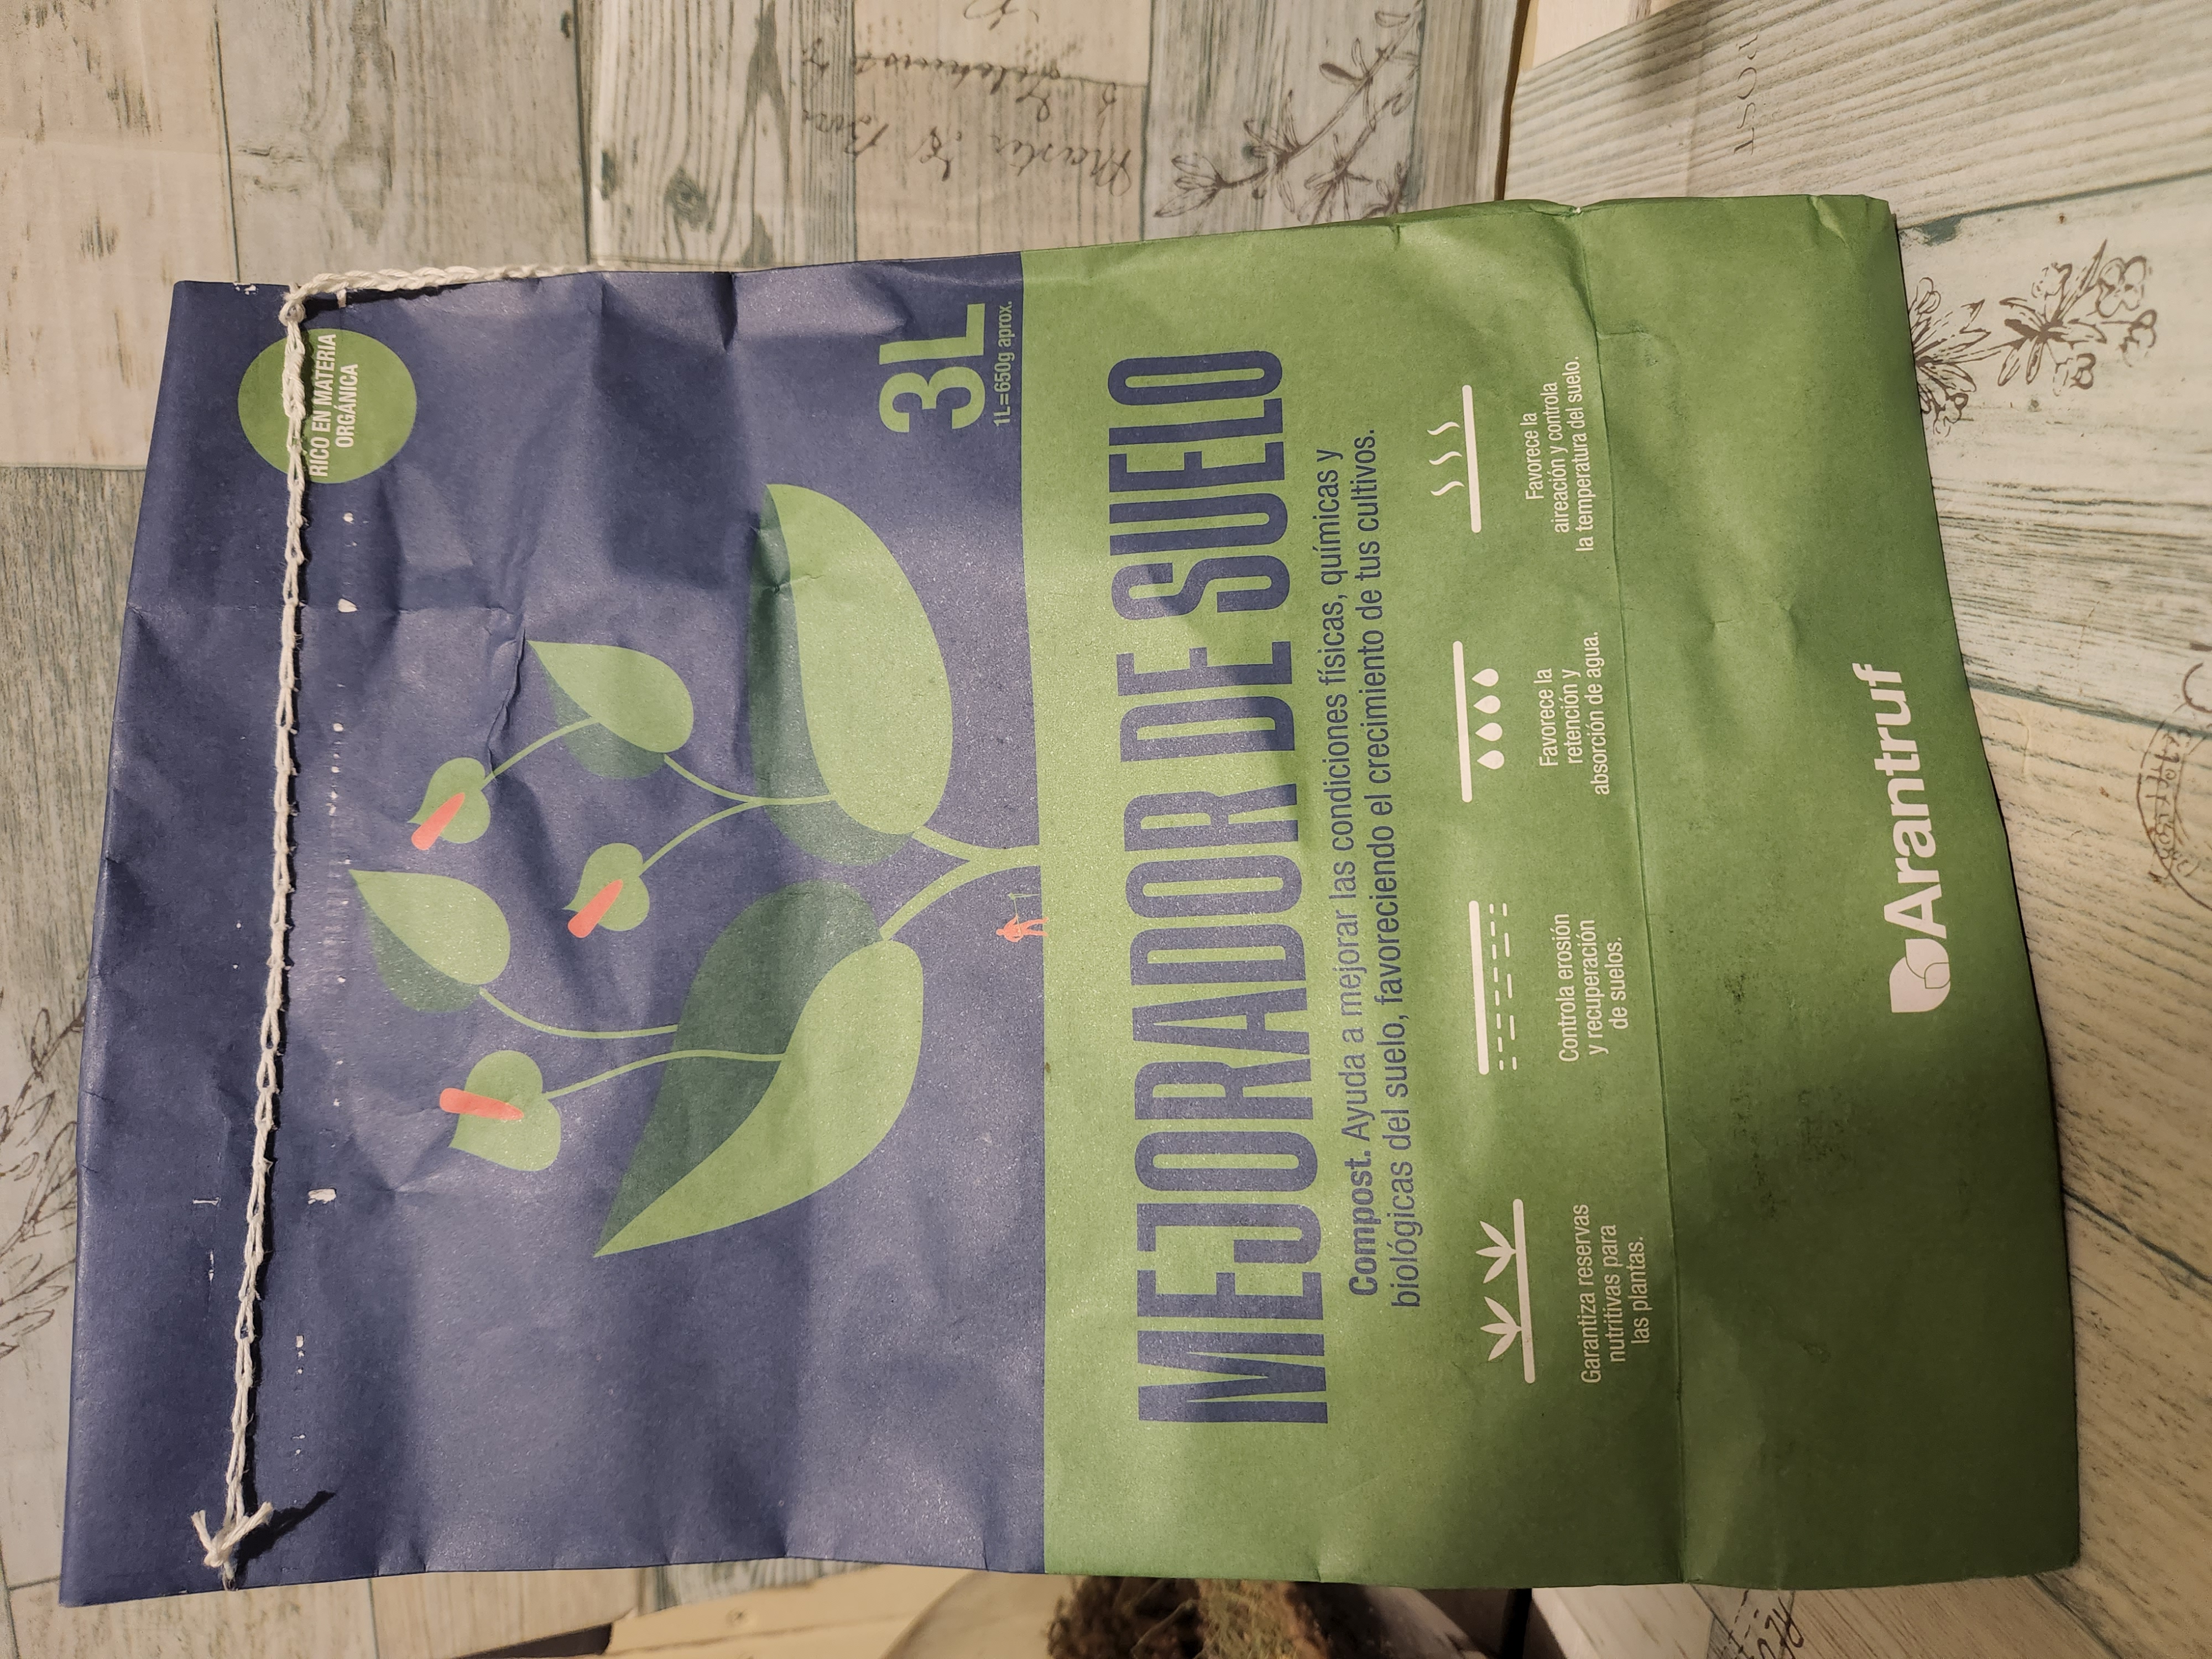 RICO EN MATERIA
ORGÁNICA
3L
1L=650g aprox.
MEJORADOR DE SUELO
Compost. Ayuda a mejorar las condiciones físicas, químicas y
biológicas del suelo, favoreciendo el crecimiento de tus cultivos.
Garantiza reservas
nutritivas para
las plantas.
Controla erosión
y recuperación
de suelos.
Favorece la
retención y
absorción de agua.
Favorece la
aireación y controla
la temperatura del suelo.
Arantruf
POST